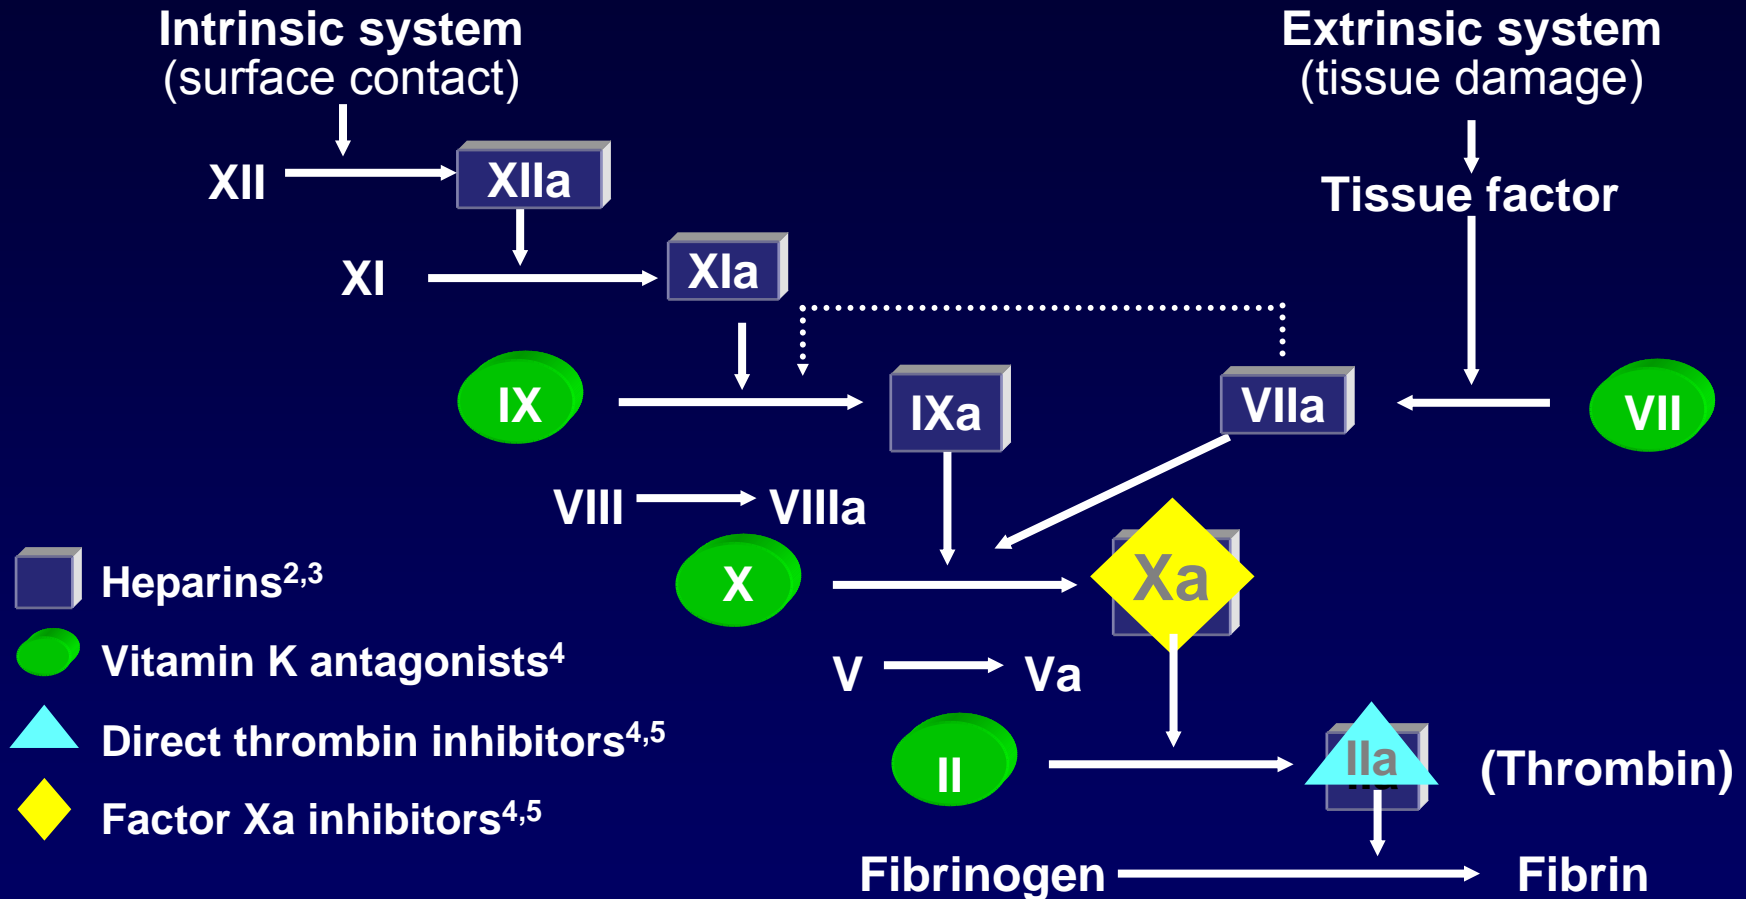 Intrinsic system
(surface contact)
Extrinsic system
(tissue damage)
XII
XIIa
Tissue factor
XI
XIa
IX
IXa
VIIa
VII
VIII
VIIIa
X
Xa
Heparins2,3
Vitamin K antagonists4
V
Va
Direct thrombin inhibitors4,5
II
IIa
(Thrombin)
Factor Xa inhibitors4,5
Fibrinogen
Fibrin